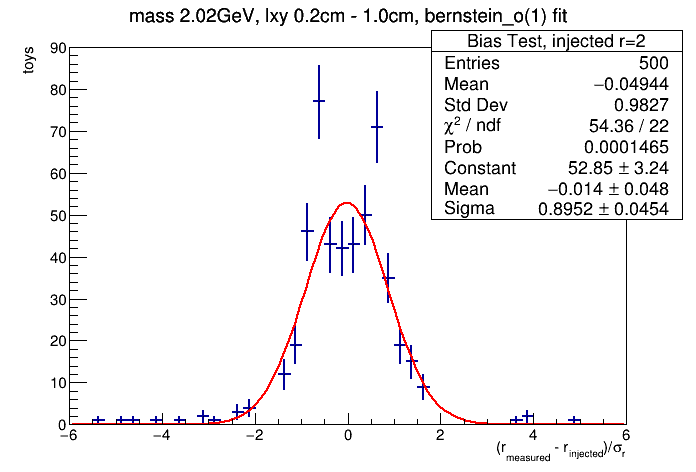 mass 2.02GeV, lxy 0.2cm - 1.0cm, bernstein_o(1) fit
Bias Test, injected r=2
Entries 500
Mean −0.04944
Std Dev 0.9827
χ² / ndf 54.36 / 22
Prob 0.0001465
Constant 52.85 ± 3.24
Mean −0.014 ± 0.048
Sigma 0.8952 ± 0.0454
toys
90
80
70
60
50
40
30
20
10
0
−6 −4 −2 0 2 4 6
(r_measured - r_injected)/σ_r